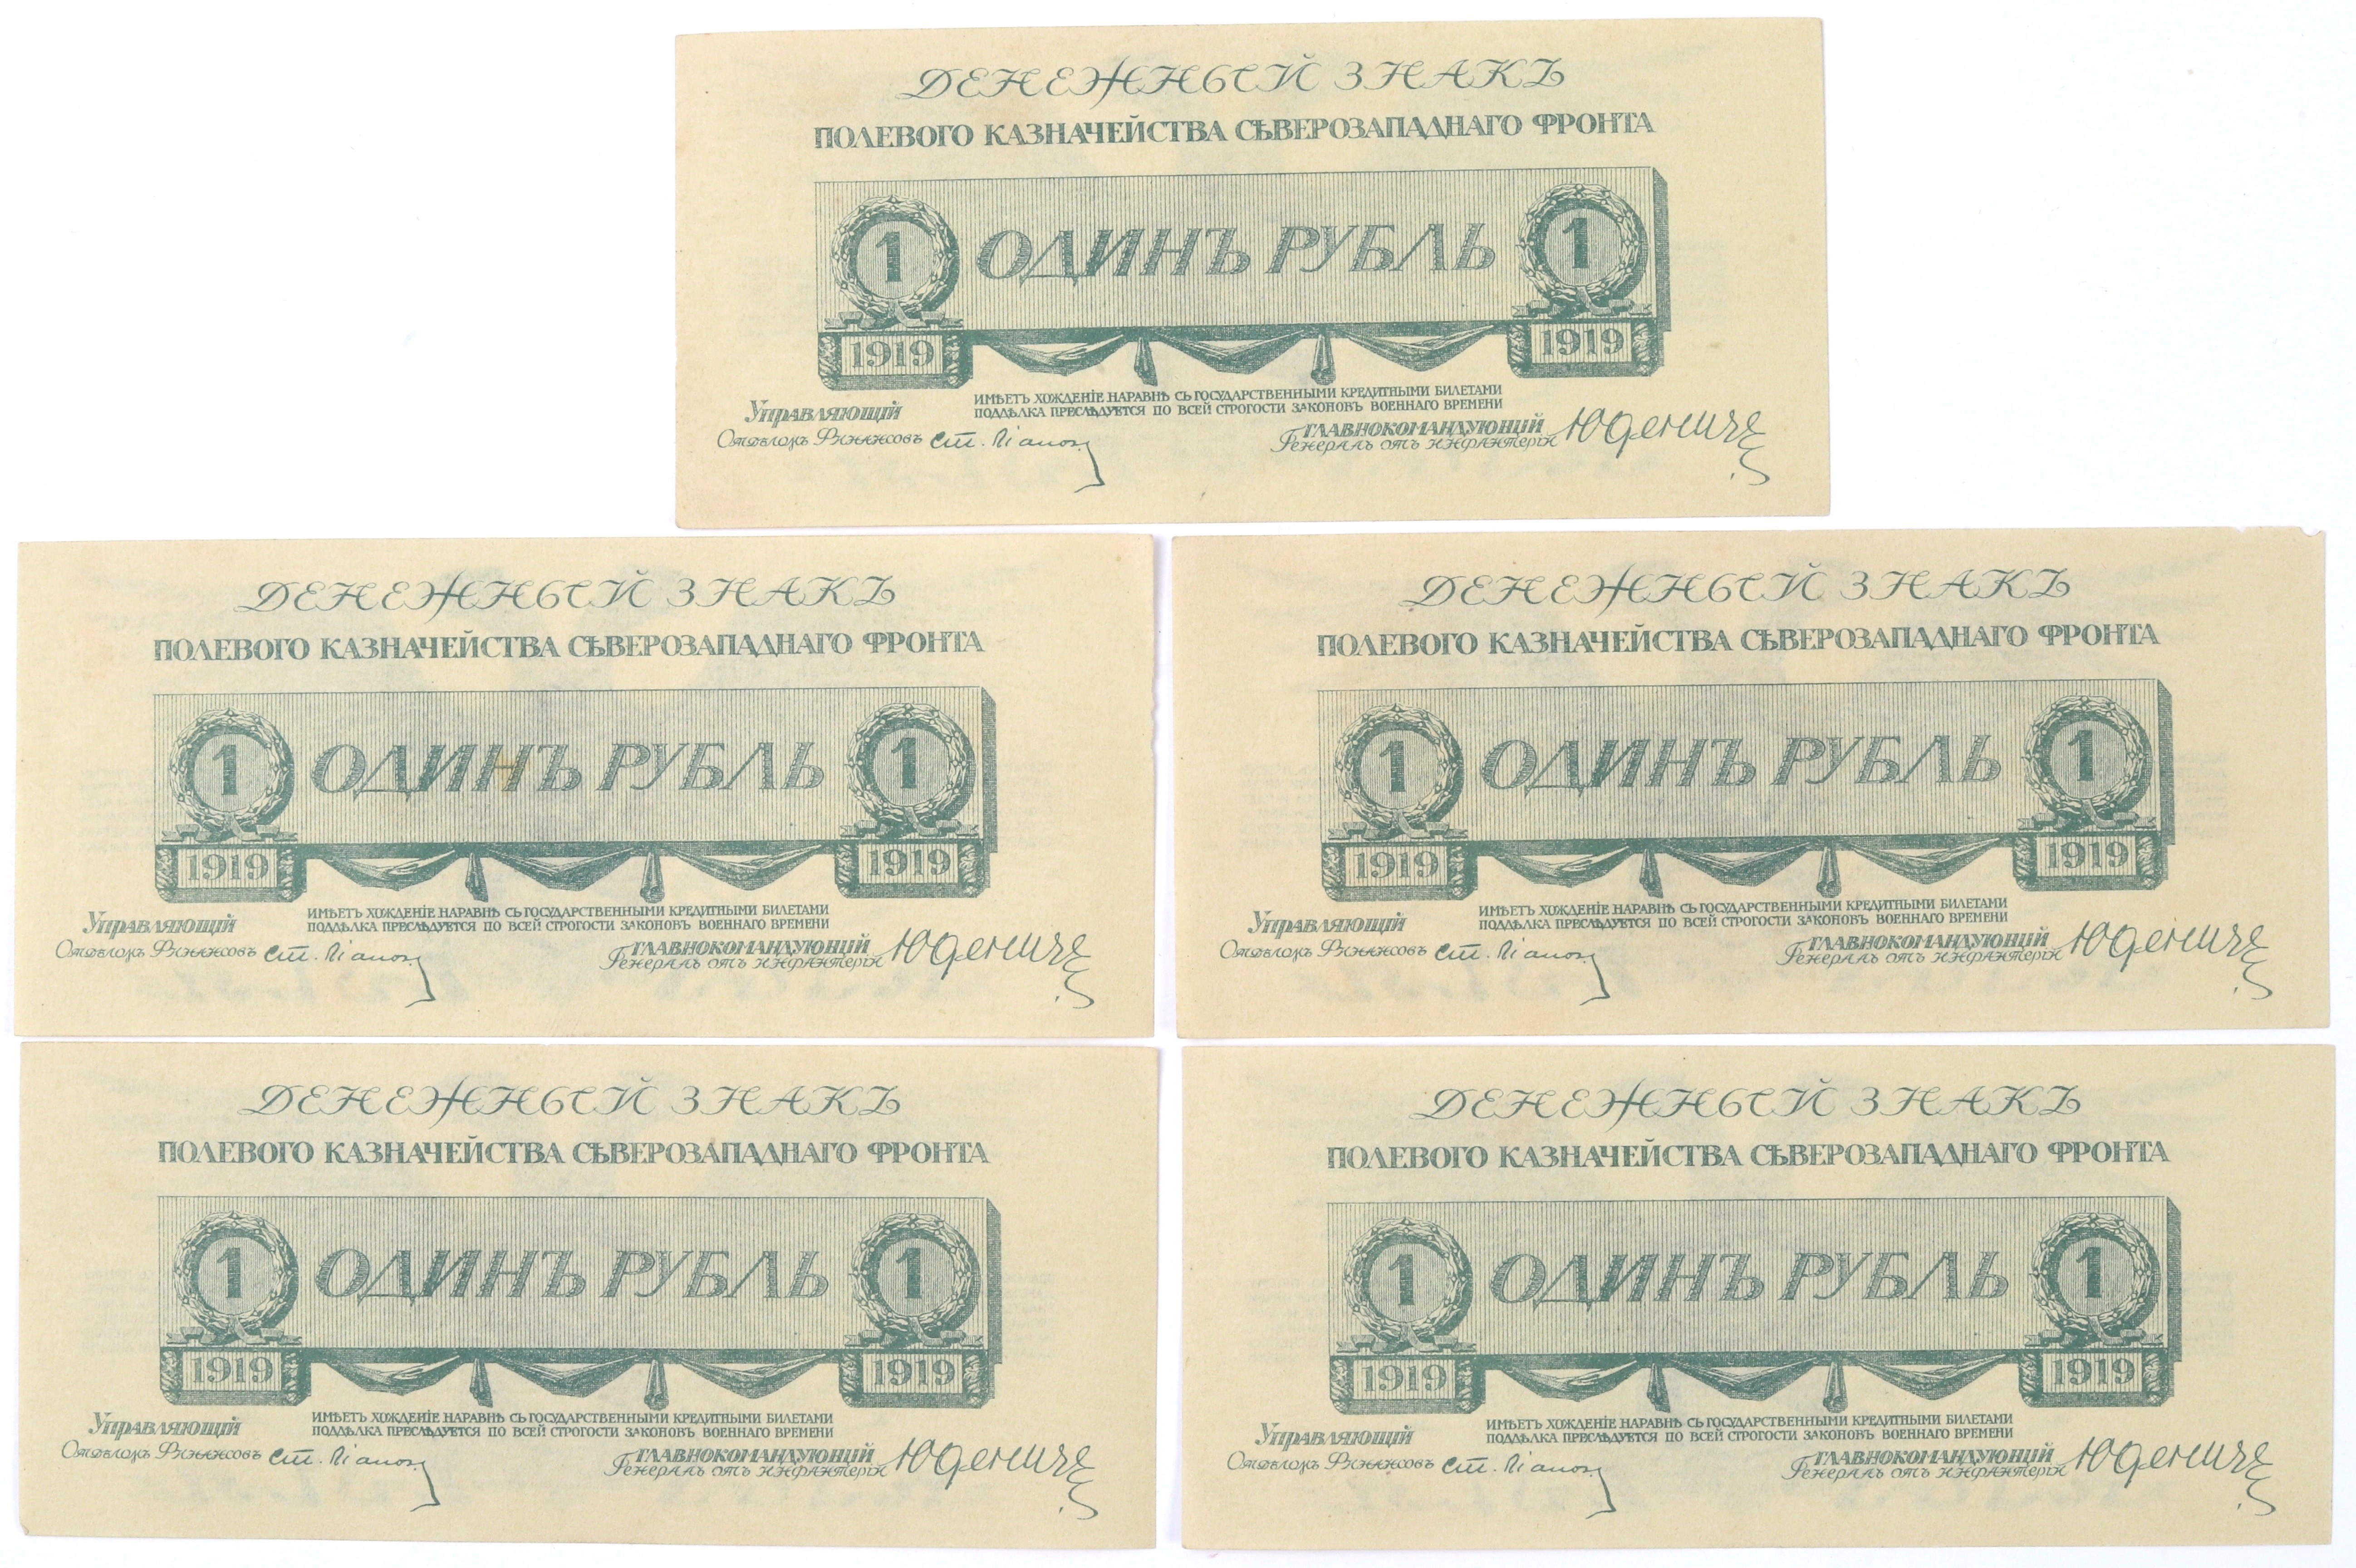 ДЕНЕЖНЫЙ ЗНАКЪ
ПОЛЕВОГО КАЗНАЧЕЙСТВА СѢВЕРОЗАПАДНАГО ФРОНТА
1 ОДИНЪ РУБЛЬ 1
1919 1919
ИМѢЕТЪ ХОЖДЕНІЕ НАРАВНѢ СЪ ГОСУДАРСТВЕННЫМИ КРЕДИТНЫМИ БИЛЕТАМИ
ПОДДѢЛКА ПРЕСЛѢДУЕТСЯ ПО ВСЕЙ СТРОГОСТИ ЗАКОНОВЪ ВОЕННАГО ВРЕМЕНИ
Управляющій ГЛАВНОКОМАНДУЮЩІЙ
Отдѣломъ Финансовъ Генералъ отъ инфантеріи Юденичъ
ДЕНЕЖНЫЙ ЗНАКЪ
ПОЛЕВОГО КАЗНАЧЕЙСТВА СѢВЕРОЗАПАДНАГО ФРОНТА
1 ОДИНЪ РУБЛЬ 1
1919 1919
ИМѢЕТЪ ХОЖДЕНІЕ НАРАВНѢ СЪ ГОСУДАРСТВЕННЫМИ КРЕДИТНЫМИ БИЛЕТАМИ
ПОДДѢЛКА ПРЕСЛѢДУЕТСЯ ПО ВСЕЙ СТРОГОСТИ ЗАКОНОВЪ ВОЕННАГО ВРЕМЕНИ
Управляющій ГЛАВНОКОМАНДУЮЩІЙ
Отдѣломъ Финансовъ Генералъ отъ инфантеріи Юденичъ
ДЕНЕЖНЫЙ ЗНАКЪ
ПОЛЕВОГО КАЗНАЧЕЙСТВА СѢВЕРОЗАПАДНАГО ФРОНТА
1 ОДИНЪ РУБЛЬ 1
1919 1919
ИМѢЕТЪ ХОЖДЕНІЕ НАРАВНѢ СЪ ГОСУДАРСТВЕННЫМИ КРЕДИТНЫМИ БИЛЕТАМИ
ПОДДѢЛКА ПРЕСЛѢДУЕТСЯ ПО ВСЕЙ СТРОГОСТИ ЗАКОНОВЪ ВОЕННАГО ВРЕМЕНИ
Управляющій ГЛАВНОКОМАНДУЮЩІЙ
Отдѣломъ Финансовъ Генералъ отъ инфантеріи Юденичъ
ДЕНЕЖНЫЙ ЗНАКЪ
ПОЛЕВОГО КАЗНАЧЕЙСТВА СѢВЕРОЗАПАДНАГО ФРОНТА
1 ОДИНЪ РУБЛЬ 1
1919 1919
ИМѢЕТЪ ХОЖДЕНІЕ НАРАВНѢ СЪ ГОСУДАРСТВЕННЫМИ КРЕДИТНЫМИ БИЛЕТАМИ
ПОДДѢЛКА ПРЕСЛѢДУЕТСЯ ПО ВСЕЙ СТРОГОСТИ ЗАКОНОВЪ ВОЕННАГО ВРЕМЕНИ
Управляющій ГЛАВНОКОМАНДУЮЩІЙ
Отдѣломъ Финансовъ Генералъ отъ инфантеріи Юденичъ
ДЕНЕЖНЫЙ ЗНАКЪ
ПОЛЕВОГО КАЗНАЧЕЙСТВА СѢВЕРОЗАПАДНАГО ФРОНТА
1 ОДИНЪ РУБЛЬ 1
1919 1919
ИМѢЕТЪ ХОЖДЕНІЕ НАРАВНѢ СЪ ГОСУДАРСТВЕННЫМИ КРЕДИТНЫМИ БИЛЕТАМИ
ПОДДѢЛКА ПРЕСЛѢДУЕТСЯ ПО ВСЕЙ СТРОГОСТИ ЗАКОНОВЪ ВОЕННАГО ВРЕМЕНИ
Управляющій ГЛАВНОКОМАНДУЮЩІЙ
Отдѣломъ Финансовъ Генералъ отъ инфантеріи Юденичъ